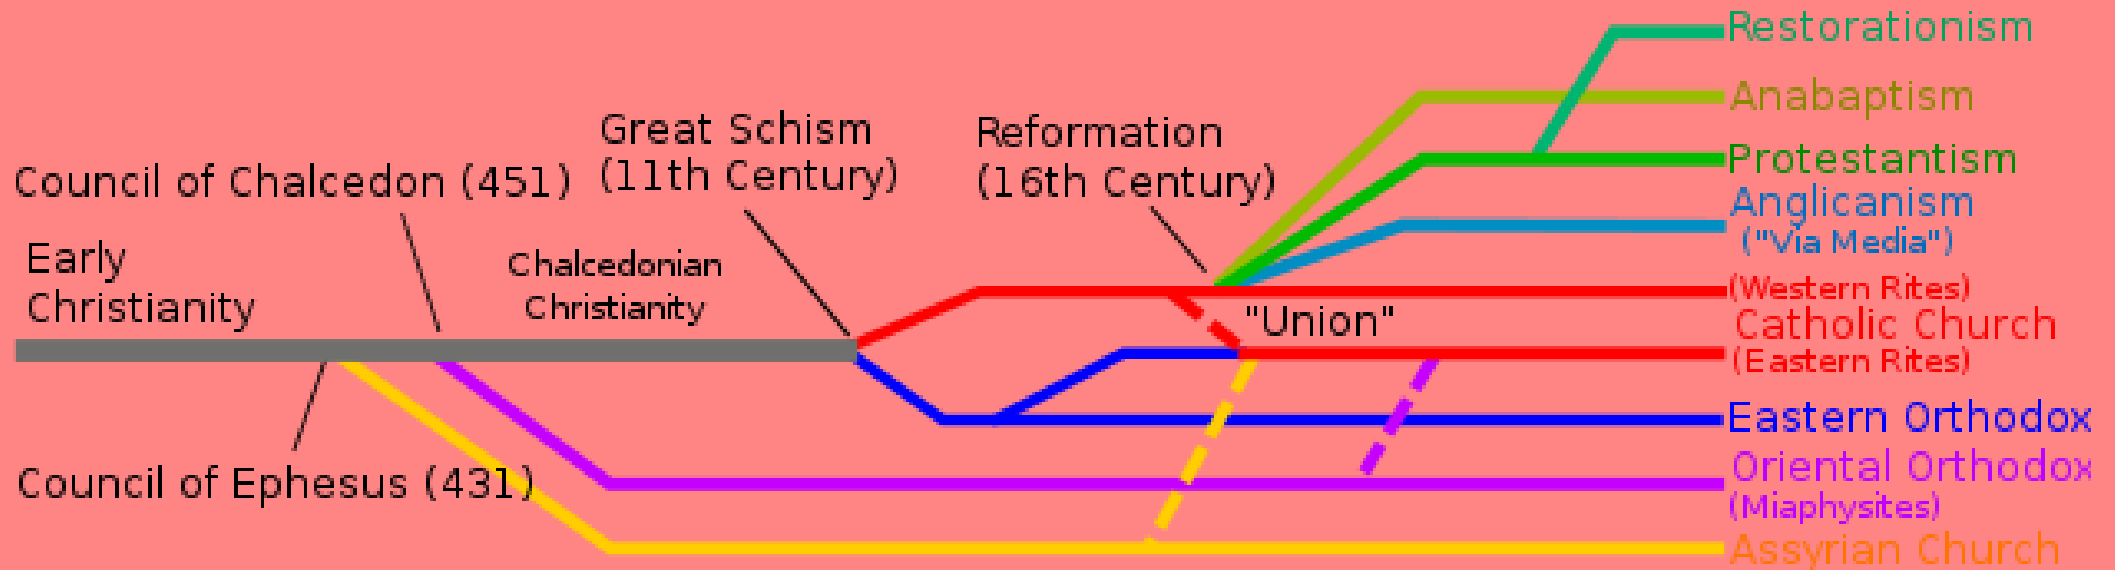 Restorationism
Anabaptism
Great Schism
(11th Century)
Reformation
(16th Century)
Protestantism
Council of Chalcedon (451)
Anglicanism
("Via Media")
Early
Christianity
Chalcedonian
Christianity
(Western Rites)
"Union"
Catholic Church
(Eastern Rites)
Eastern Orthodox
Council of Ephesus (431)
Oriental Orthodox
(Miaphysites)
Assyrian Church